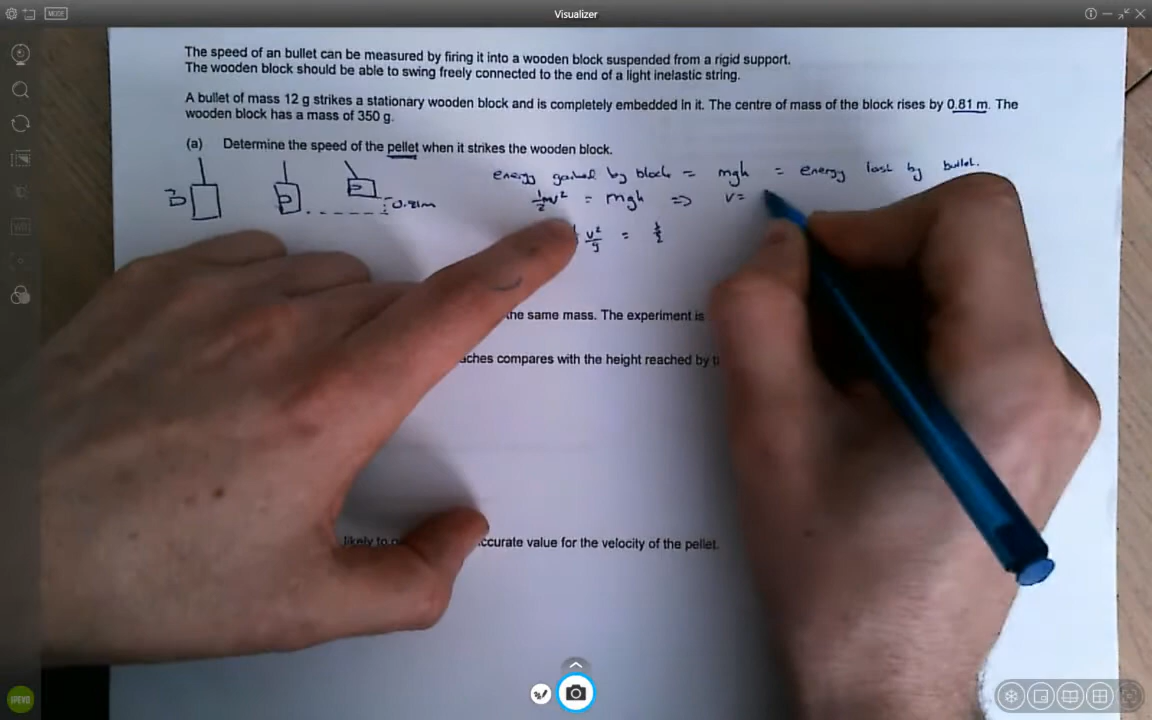 MODE
Visualizer
The speed of an bullet can be measured by firing it into a wooden block suspended from a rigid support.
The wooden block should be able to swing freely connected to the end of a light inelastic string.
A bullet of mass 12 g strikes a stationary wooden block and is completely embedded in it. The centre of mass of the block rises by 0.81 m. The
wooden block has a mass of 350 g.
(a) Determine the speed of the pellet when it strikes the wooden block.
energy gained by block = mgh = energy lost by bullet.
½mv² = mgh => v=
0.81m
v²/g = ½
the same mass. The experiment is
aches compares with the height reached by
likely to
accurate value for the velocity of the pellet.
IPEVO